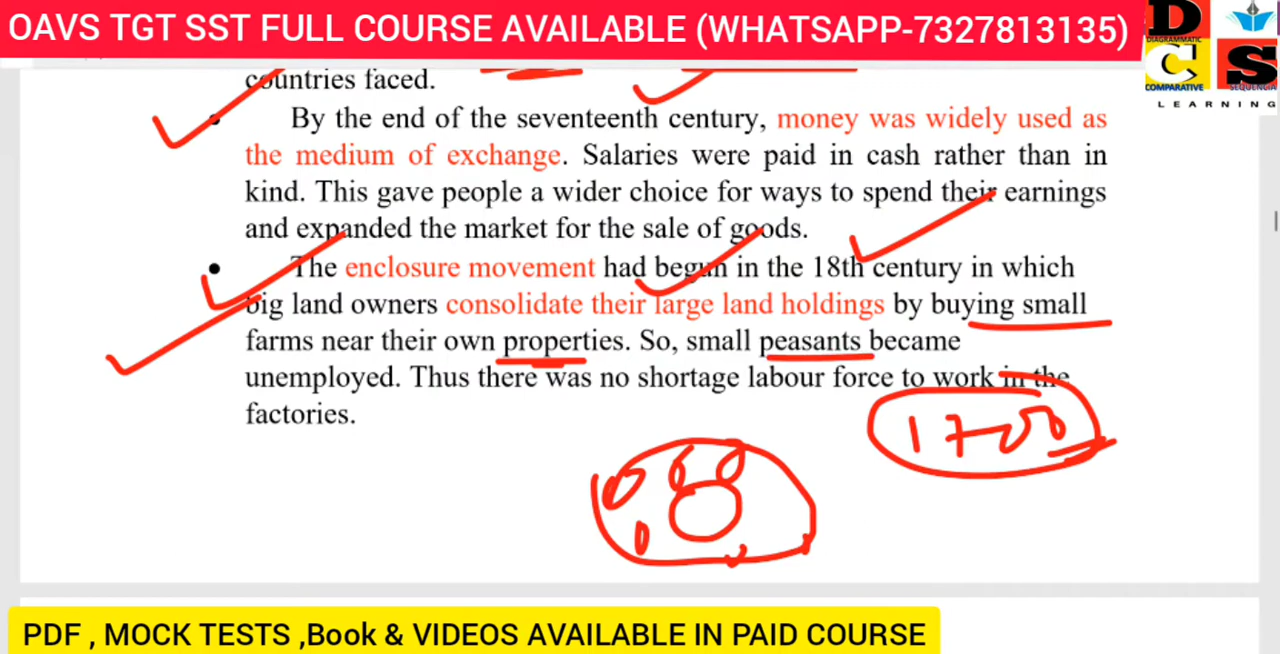 OAVS TGT SST FULL COURSE AVAILABLE (WHATSAPP-7327813135)
D
DIAGRAMMATIC
C
COMPARATIVE
S
SEQUENCIA
LEARNING
countries faced.
By the end of the seventeenth century, money was widely used as
the medium of exchange. Salaries were paid in cash rather than in
kind. This gave people a wider choice for ways to spend their earnings
and expanded the market for the sale of goods.
• The enclosure movement had begun in the 18th century in which
big land owners consolidate their large land holdings by buying small
farms near their own properties. So, small peasants became
unemployed. Thus there was no shortage labour force to work in the
factories.
1700
PDF , MOCK TESTS ,Book & VIDEOS AVAILABLE IN PAID COURSE